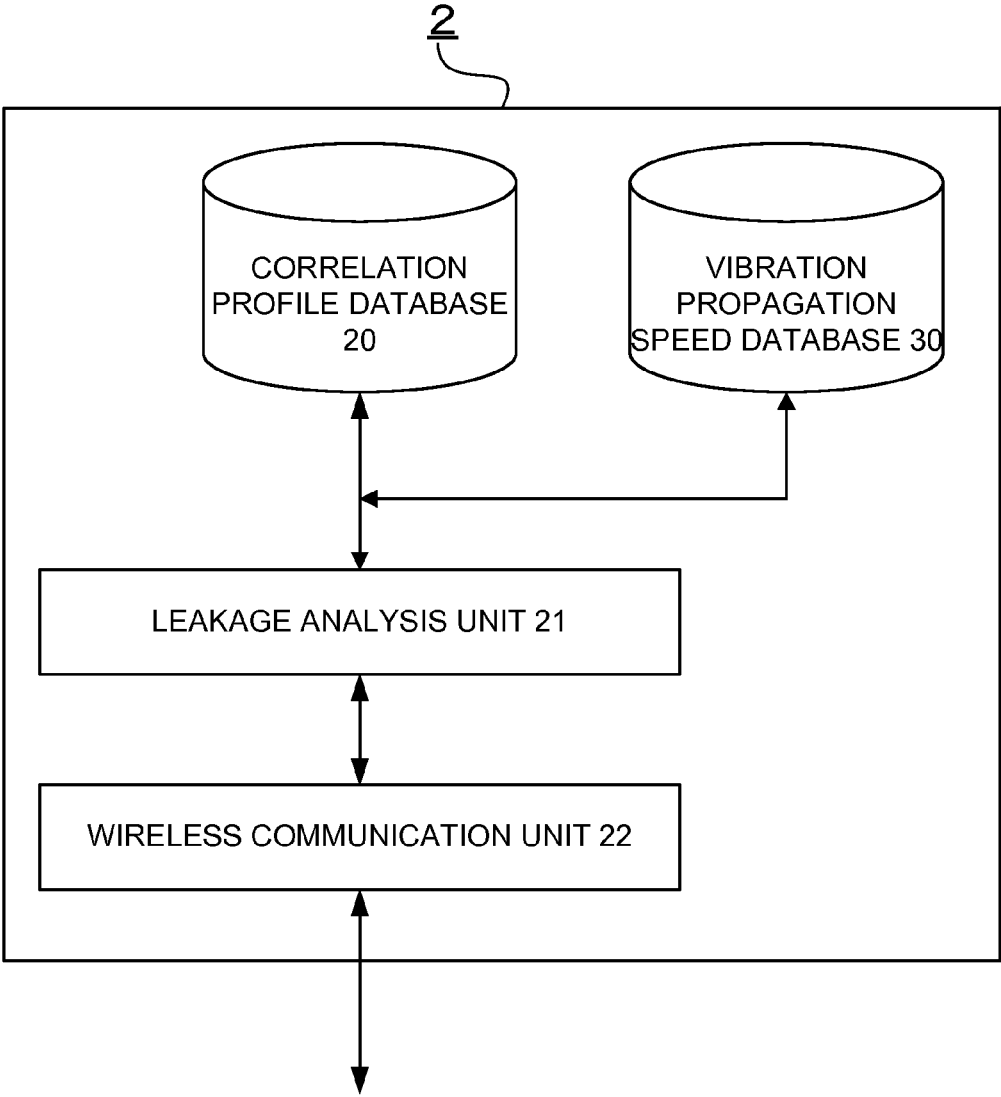 2
CORRELATION
PROFILE DATABASE
20
VIBRATION
PROPAGATION
SPEED DATABASE 30
LEAKAGE ANALYSIS UNIT 21
WIRELESS COMMUNICATION UNIT 22